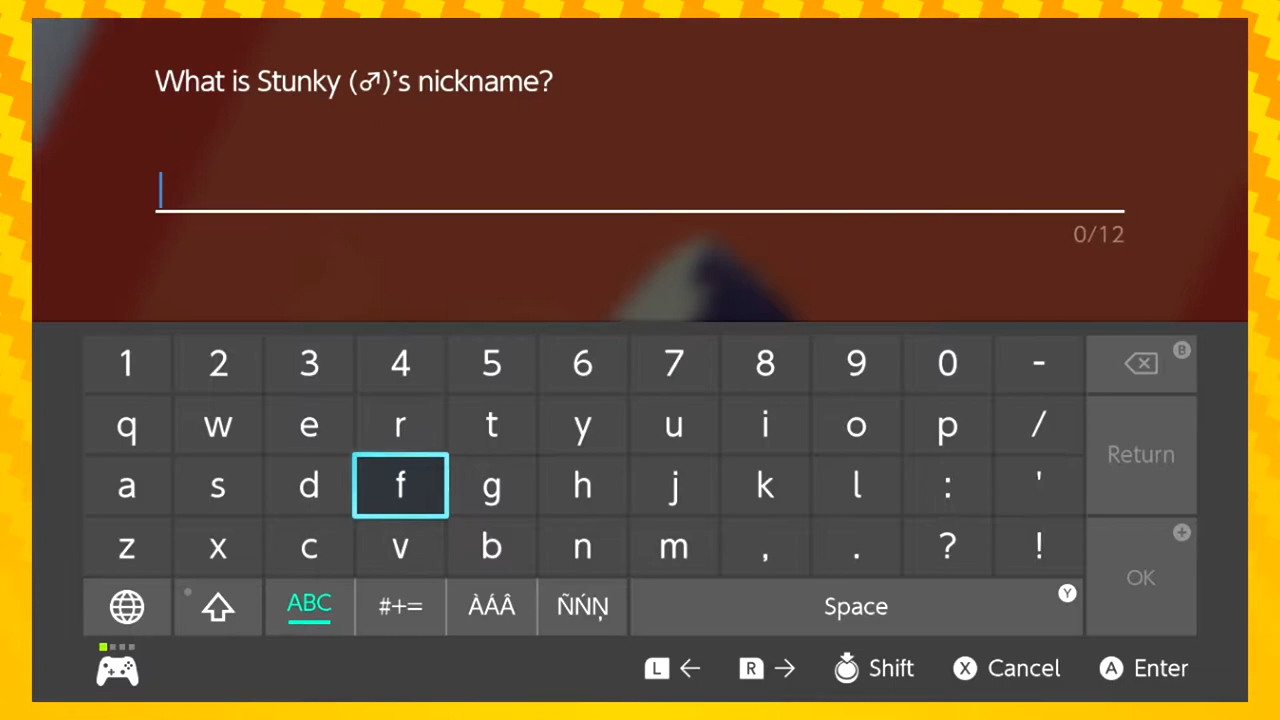 What is Stunky (♂)'s nickname?
0/12
1 2 3 4 5 6 7 8 9 0 -
B
q w e r t y u i o p /
Return
a s d f g h j k l : '
z x c v b n m , . ? !
+
OK
ABC #+= ÀÁÂ ÑŃŅ Space Y
L ← R → Shift X Cancel A Enter